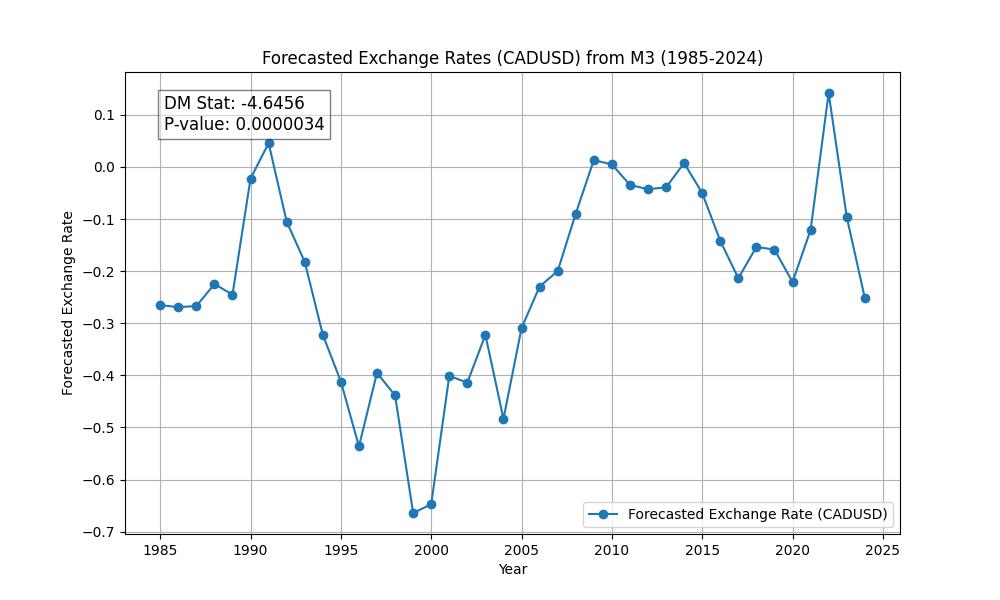 Forecasted Exchange Rates (CADUSD) from M3 (1985-2024)
DM Stat: -4.6456
P-value: 0.0000034
0.1
0.0
−0.1
−0.2
−0.3
−0.4
−0.5
−0.6
−0.7
Forecasted Exchange Rate
Forecasted Exchange Rate (CADUSD)
1985 1990 1995 2000 2005 2010 2015 2020 2025
Year